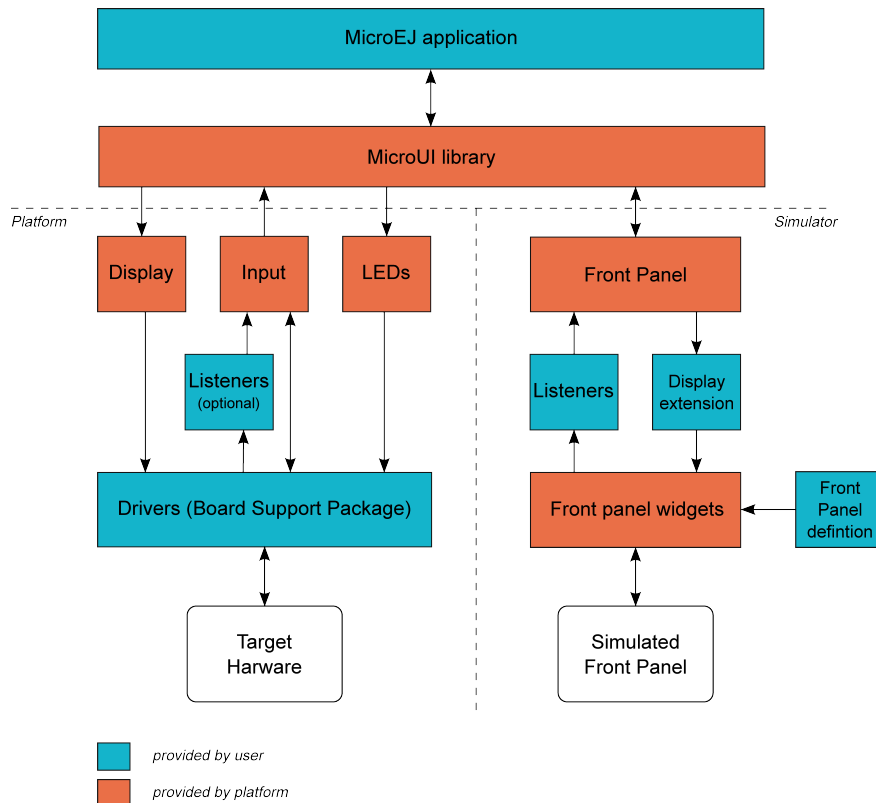 MicroEJ application
MicroUI library
Platform
Simulator
Display
Input
LEDs
Front Panel
Listeners
(optional)
Listeners
Display
extension
Drivers (Board Support Package)
Front panel widgets
Front
Panel
defintion
Target
Harware
Simulated
Front Panel
provided by user
provided by platform